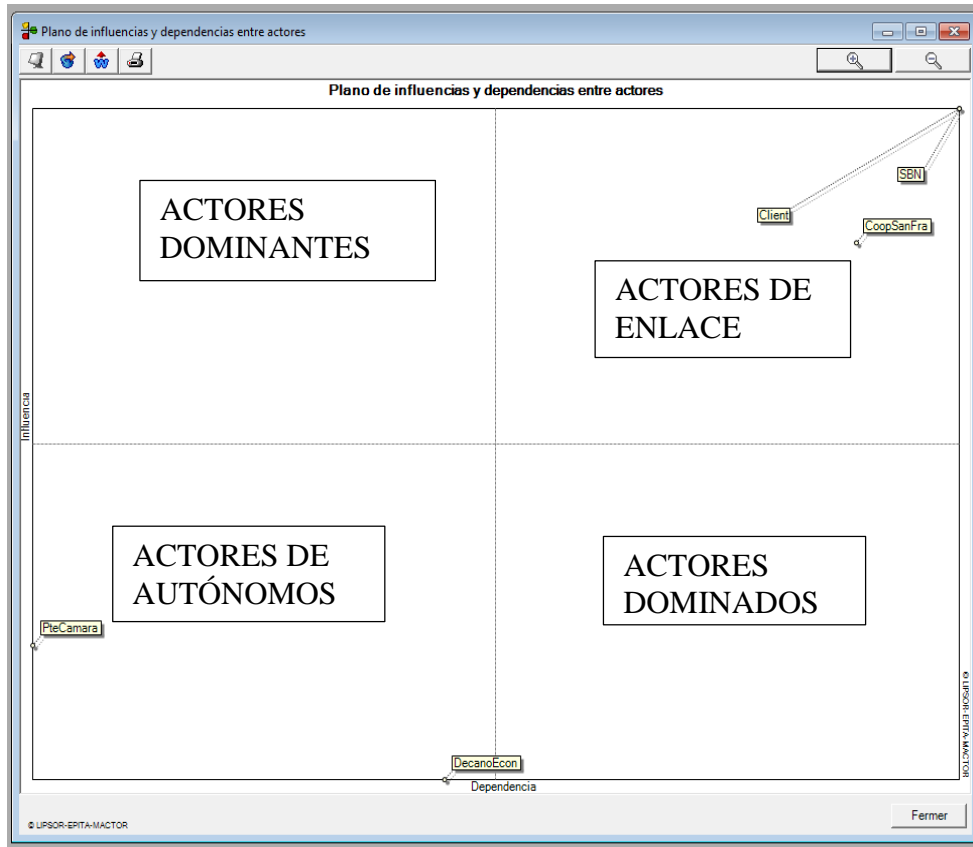 Plano de influencias y dependencias entre actores
Plano de influencias y dependencias entre actores
SBN
ACTORES
DOMINANTES
Client
CoopSanFra
ACTORES DE
ENLACE
Influencia
ACTORES DE
AUTÓNOMOS
ACTORES
DOMINADOS
PteCamara
© LIPSOR-EPITA-MACTOR
DecanoEcon
Dependencia
© LIPSOR-EPITA-MACTOR
Fermer